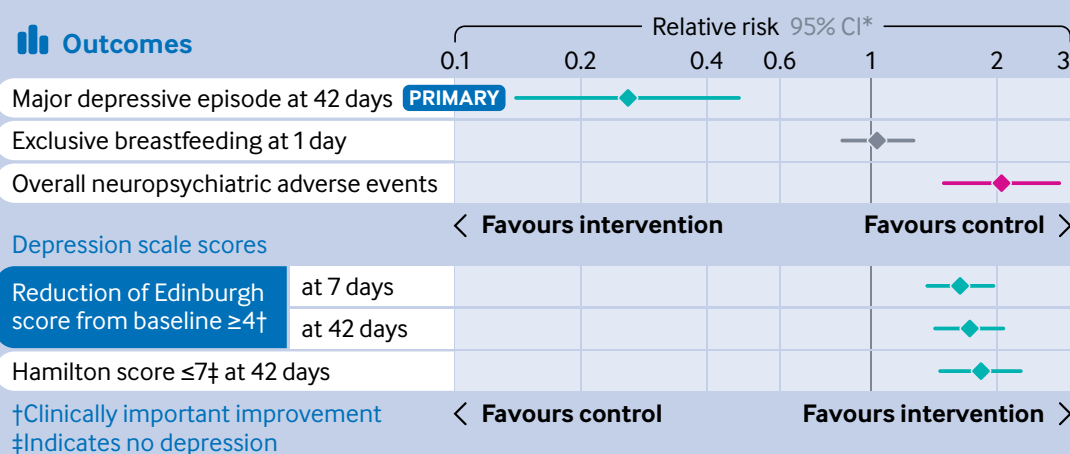 Outcomes
Relative risk 95% CI*
0.1 0.2 0.4 0.6 1 2 3
Major depressive episode at 42 days PRIMARY
Exclusive breastfeeding at 1 day
Overall neuropsychiatric adverse events
< Favours intervention Favours control >
Depression scale scores
Reduction of Edinburgh
score from baseline ≥4†
at 7 days
at 42 days
Hamilton score ≤7‡ at 42 days
†Clinically important improvement
‡Indicates no depression
< Favours control Favours intervention >